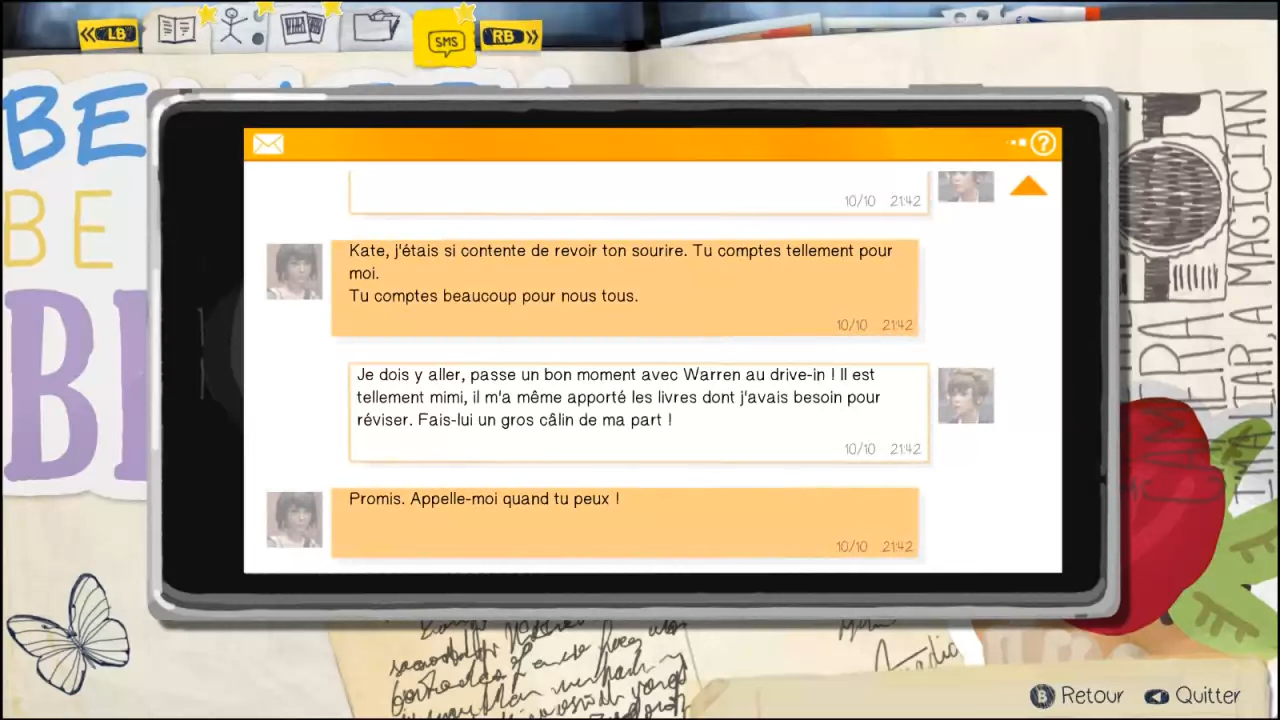 LB
SMS
RB
BE
BE
10/10 21:42
Kate, j'étais si contente de revoir ton sourire. Tu comptes tellement pour
moi.
Tu comptes beaucoup pour nous tous.
10/10 21:42
Je dois y aller, passe un bon moment avec Warren au drive-in ! Il est
tellement mimi, il m'a même apporté les livres dont j'avais besoin pour
réviser. Fais-lui un gros câlin de ma part !
10/10 21:42
Promis. Appelle-moi quand tu peux !
10/10 21:42
CAMERA
LIAR, A MAGICIAN
B Retour
Quitter